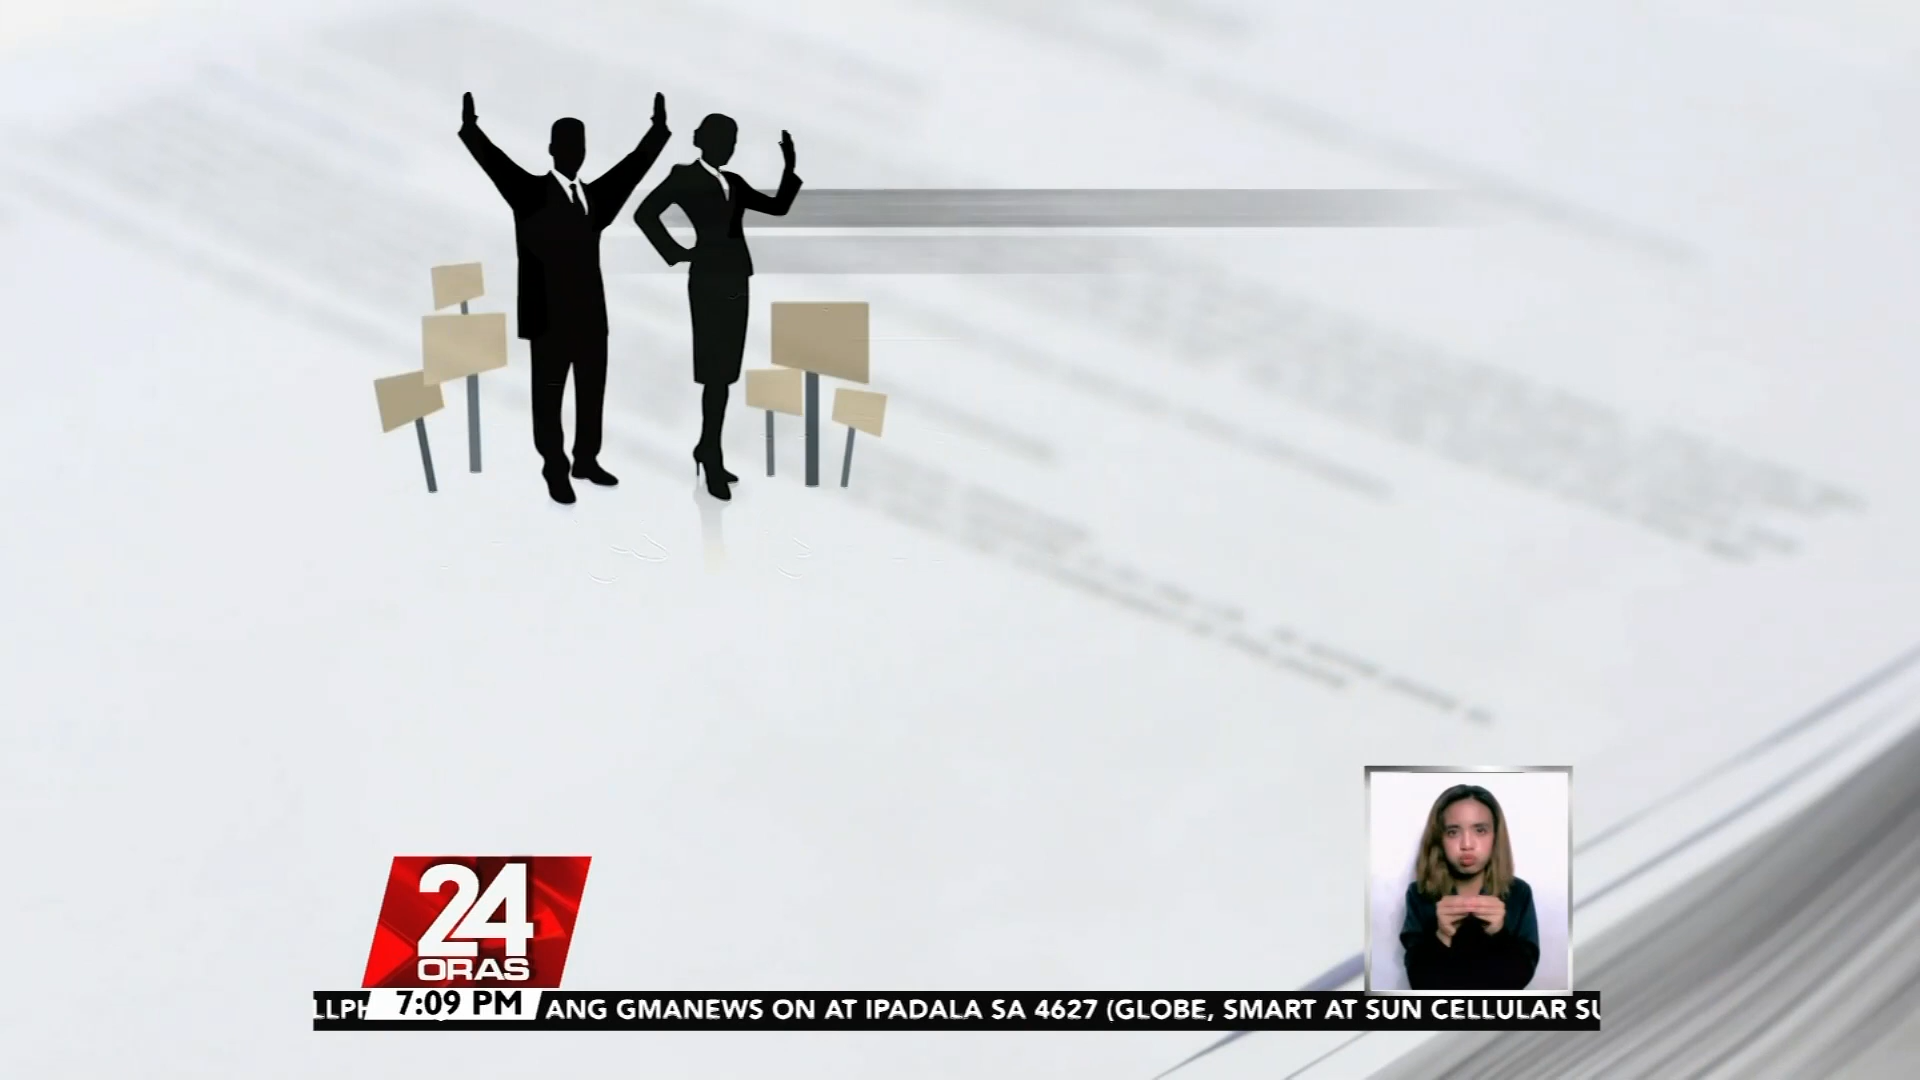 24
ORAS
7:09 PM
ANG GMANEWS ON AT IPADALA SA 4627 (GLOBE, SMART AT SUN CELLULAR